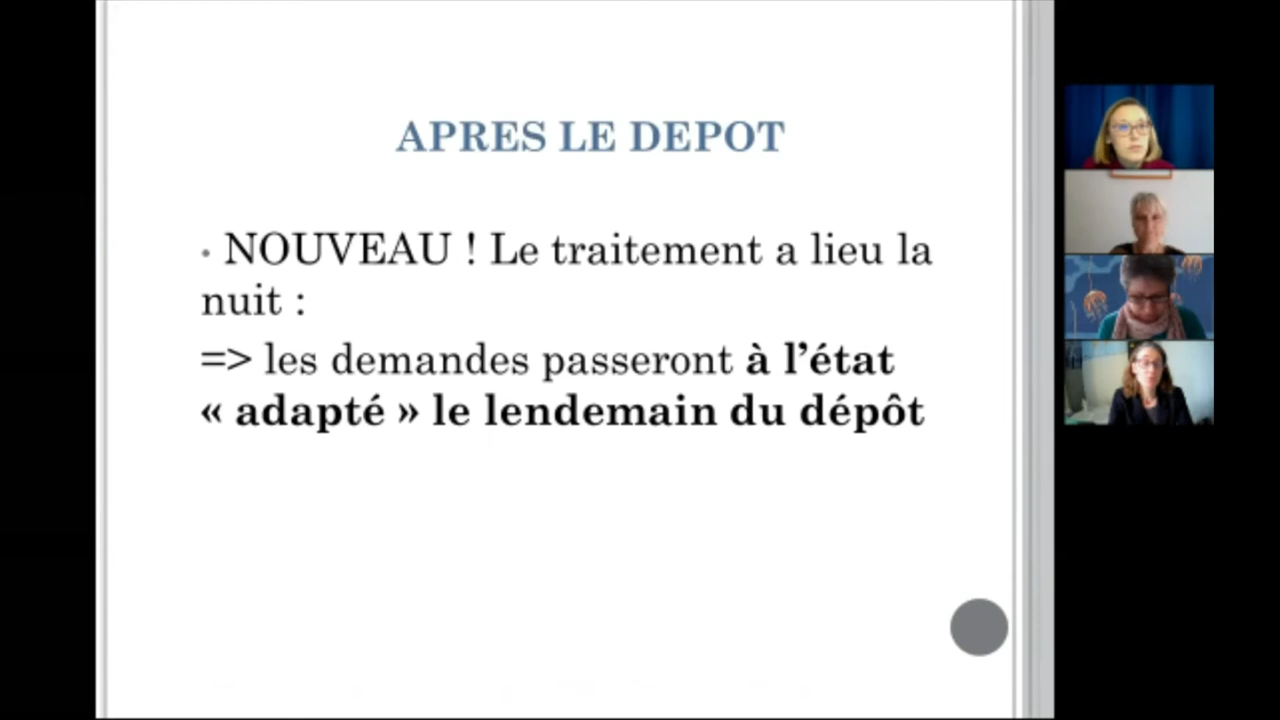 APRES LE DEPOT
• NOUVEAU ! Le traitement a lieu la
nuit :
=> les demandes passeront à l’état
« adapté » le lendemain du dépôt